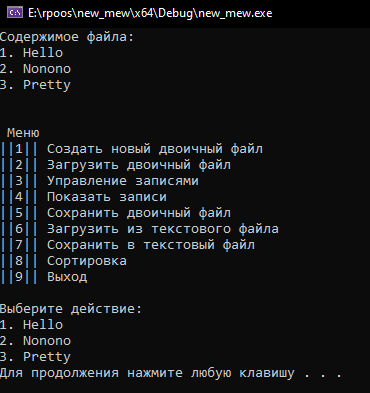 E:\rpoos\new_mew\x64\Debug\new_mew.exe
Содержимое файла:
1. Hello
2. Nonono
3. Pretty
Меню
||1|| Создать новый двоичный файл
||2|| Загрузить двоичный файл
||3|| Управление записями
||4|| Показать записи
||5|| Сохранить двоичный файл
||6|| Загрузить из текстового файла
||7|| Сохранить в текстовый файл
||8|| Сортировка
||9|| Выход
Выберите действие:
1. Hello
2. Nonono
3. Pretty
Для продолжения нажмите любую клавишу . . .